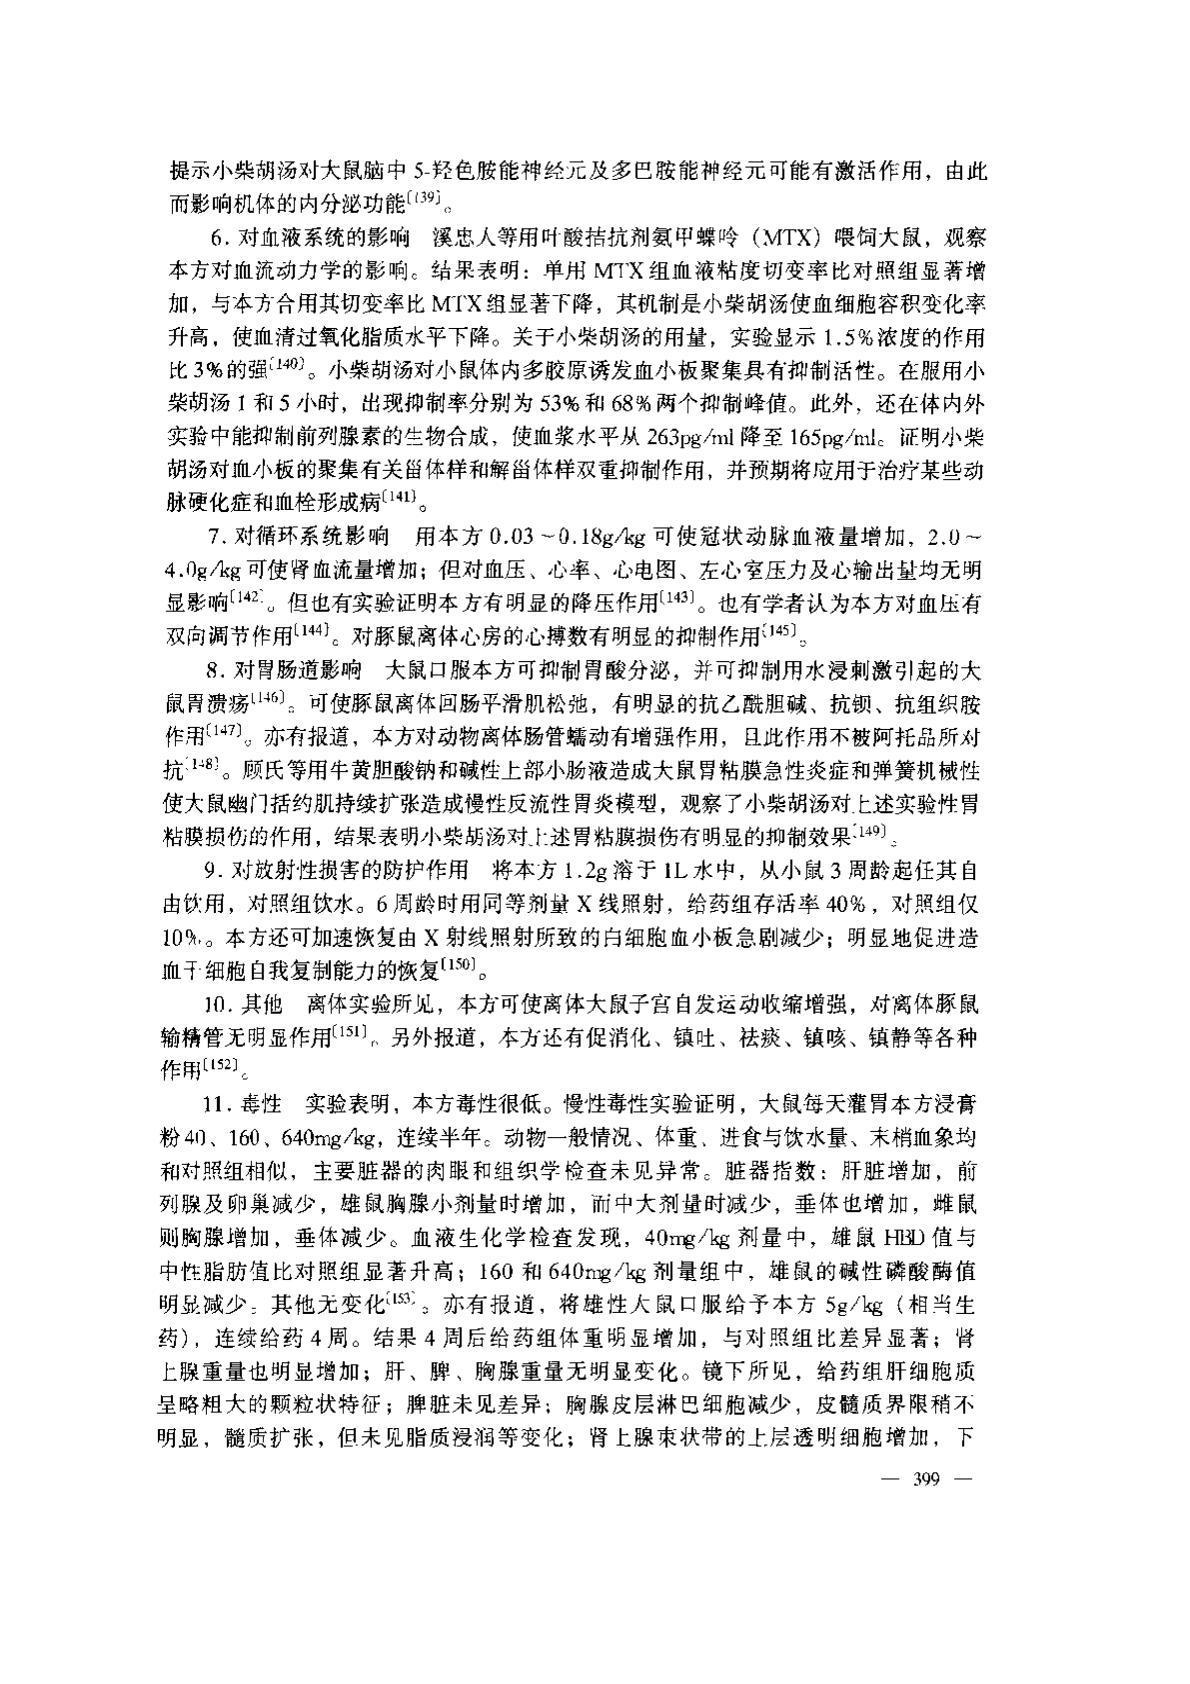 提示小柴胡汤对大鼠脑中 5-羟色胺能神经元及多巴胺能神经元可能有激活作用，由此
而影响机体的内分泌功能〔139〕。
6. 对血液系统的影响　溪忠人等用叶酸拮抗剂氨甲蝶呤（MTX）喂饲大鼠，观察
本方对血流动力学的影响。结果表明：单用 MTX 组血液粘度切变率比对照组显著增
加，与本方合用其切变率比 MTX 组显著下降，其机制是小柴胡汤使血细胞容积变化率
升高，使血清过氧化脂质水平下降。关于小柴胡汤的用量，实验显示 1.5%浓度的作用
比 3%的强〔140〕。小柴胡汤对小鼠体内多胶原诱发血小板聚集具有抑制活性。在服用小
柴胡汤 1 和 5 小时，出现抑制率分别为 53% 和 68% 两个抑制峰值。此外，还在体内外
实验中能抑制前列腺素的生物合成，使血浆水平从 263pg/ml 降至 165pg/ml。证明小柴
胡汤对血小板的聚集有关甾体样和解甾体样双重抑制作用，并预期将应用于治疗某些动
脉硬化症和血栓形成病〔141〕。
7. 对循环系统影响　用本方 0.03～0.18g/kg 可使冠状动脉血液量增加，2.0～
4.0g/kg 可使肾血流量增加；但对血压、心率、心电图、左心室压力及心输出量均无明
显影响〔142〕。但也有实验证明本方有明显的降压作用〔143〕。也有学者认为本方对血压有
双向调节作用〔144〕。对豚鼠离体心房的心搏数有明显的抑制作用〔145〕。
8. 对胃肠道影响　大鼠口服本方可抑制胃酸分泌，并可抑制用水浸刺激引起的大
鼠胃溃疡〔146〕。可使豚鼠离体回肠平滑肌松弛，有明显的抗乙酰胆碱、抗钡、抗组织胺
作用〔147〕。亦有报道，本方对动物离体肠管蠕动有增强作用，且此作用不被阿托品所对
抗〔148〕。顾氏等用牛黄胆酸钠和碱性上部小肠液造成大鼠胃粘膜急性炎症和弹簧机械性
使大鼠幽门括约肌持续扩张造成慢性反流性胃炎模型，观察了小柴胡汤对上述实验性胃
粘膜损伤的作用，结果表明小柴胡汤对上述胃粘膜损伤有明显的抑制效果〔149〕。
9. 对放射性损害的防护作用　将本方 1.2g 溶于 1L 水中，从小鼠 3 周龄起任其自
由饮用，对照组饮水。6 周龄时用同等剂量 X 线照射，给药组存活率 40%，对照组仅
10%。本方还可加速恢复由 X 射线照射所致的白细胞血小板急剧减少；明显地促进造
血干细胞自我复制能力的恢复〔150〕。
10. 其他　离体实验所见，本方可使离体大鼠子宫自发运动收缩增强，对离体豚鼠
输精管无明显作用〔151〕。另外报道，本方还有促消化、镇吐、祛痰、镇咳、镇静等各种
作用〔152〕。
11. 毒性　实验表明，本方毒性很低。慢性毒性实验证明，大鼠每天灌胃本方浸膏
粉 40、160、640mg/kg，连续半年。动物一般情况、体重、进食与饮水量、末梢血象均
和对照组相似，主要脏器的肉眼和组织学检查未见异常。脏器指数：肝脏增加，前
列腺及卵巢减少，雄鼠胸腺小剂量时增加，而中大剂量时减少，垂体也增加，雌鼠
则胸腺增加，垂体减少。血液生化学检查发现，40mg/kg 剂量中，雄鼠 HBD 值与
中性脂肪值比对照组显著升高；160 和 640mg/kg 剂量组中，雄鼠的碱性磷酸酶值
明显减少。其他无变化〔153〕。亦有报道，将雄性大鼠口服给予本方 5g/kg（相当生
药），连续给药 4 周。结果 4 周后给药组体重明显增加，与对照组比差异显著；肾
上腺重量也明显增加；肝、脾、胸腺重量无明显变化。镜下所见，给药组肝细胞质
呈略粗大的颗粒状特征；脾脏未见差异；胸腺皮层淋巴细胞减少，皮髓质界限稍不
明显，髓质扩张，但未见脂质浸润等变化；肾上腺束状带的上层透明细胞增加，下
— 399 —